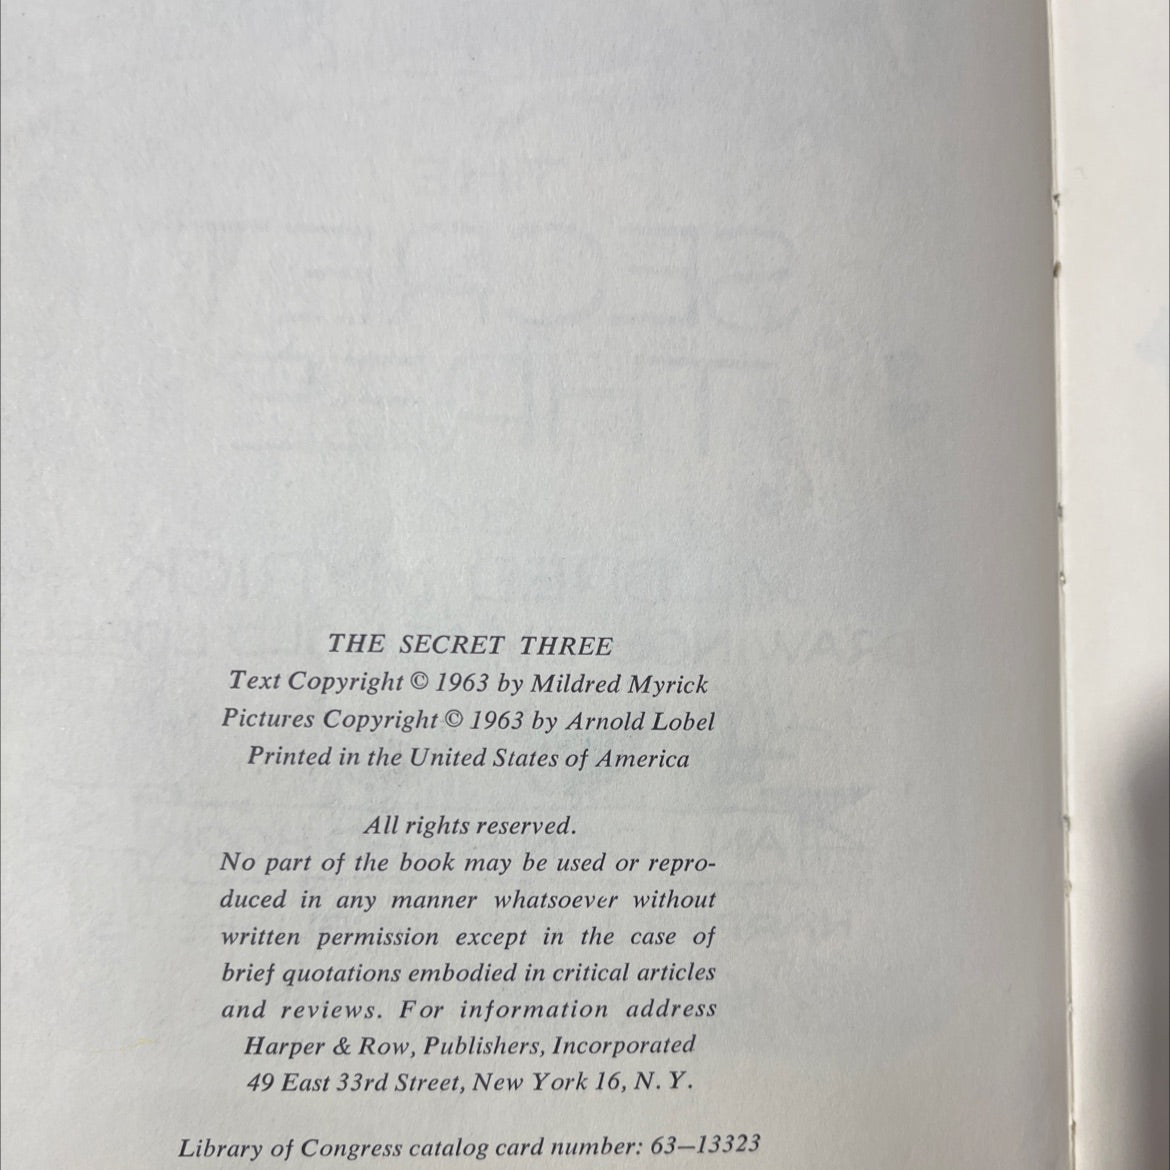 THE SECRET THREE
Text Copyright © 1963 by Mildred Myrick
Pictures Copyright © 1963 by Arnold Lobel
Printed in the United States of America
All rights reserved.
No part of the book may be used or repro-
duced in any manner whatsoever without
written permission except in the case of
brief quotations embodied in critical articles
and reviews. For information address
Harper & Row, Publishers, Incorporated
49 East 33rd Street, New York 16, N. Y.
Library of Congress catalog card number: 63–13323